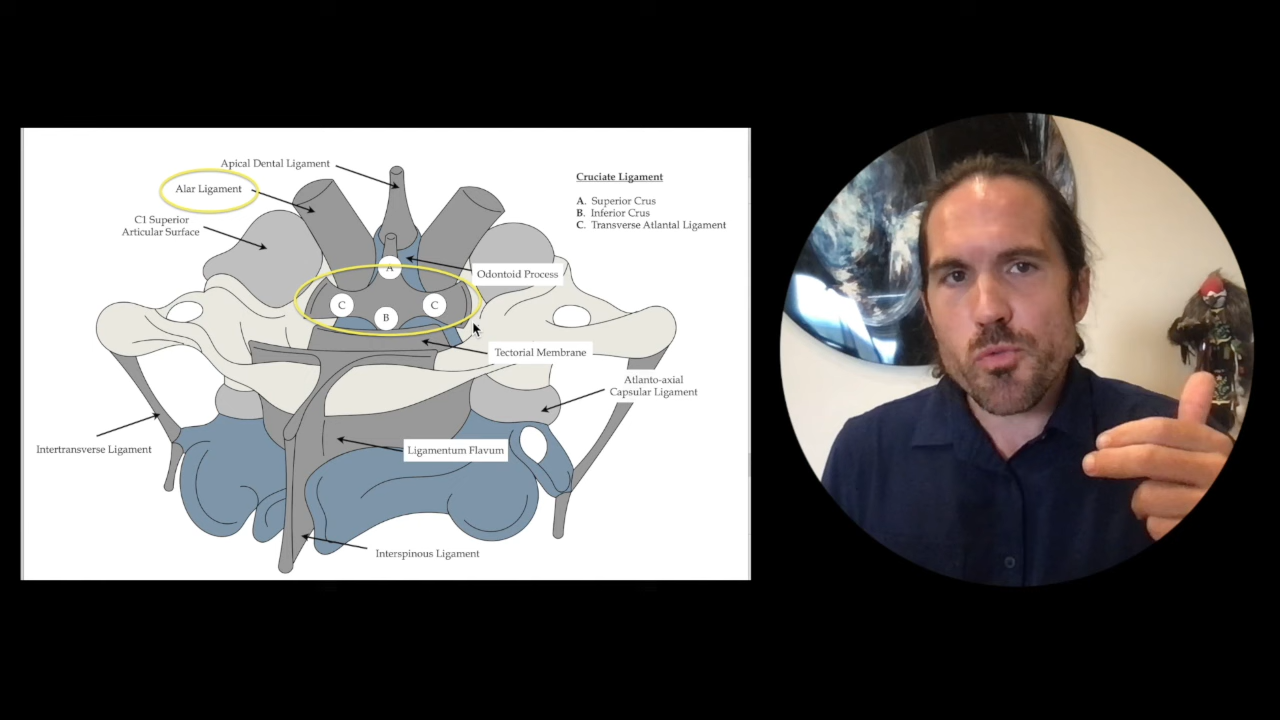 Apical Dental Ligament
Alar Ligament
C1 Superior
Articular Surface
Cruciate Ligament
A. Superior Crus
B. Inferior Crus
C. Transverse Atlantal Ligament
A
Odontoid Process
C
C
B
Tectorial Membrane
Atlanto-axial
Capsular Ligament
Intertransverse Ligament
Ligamentum Flavum
Interspinous Ligament